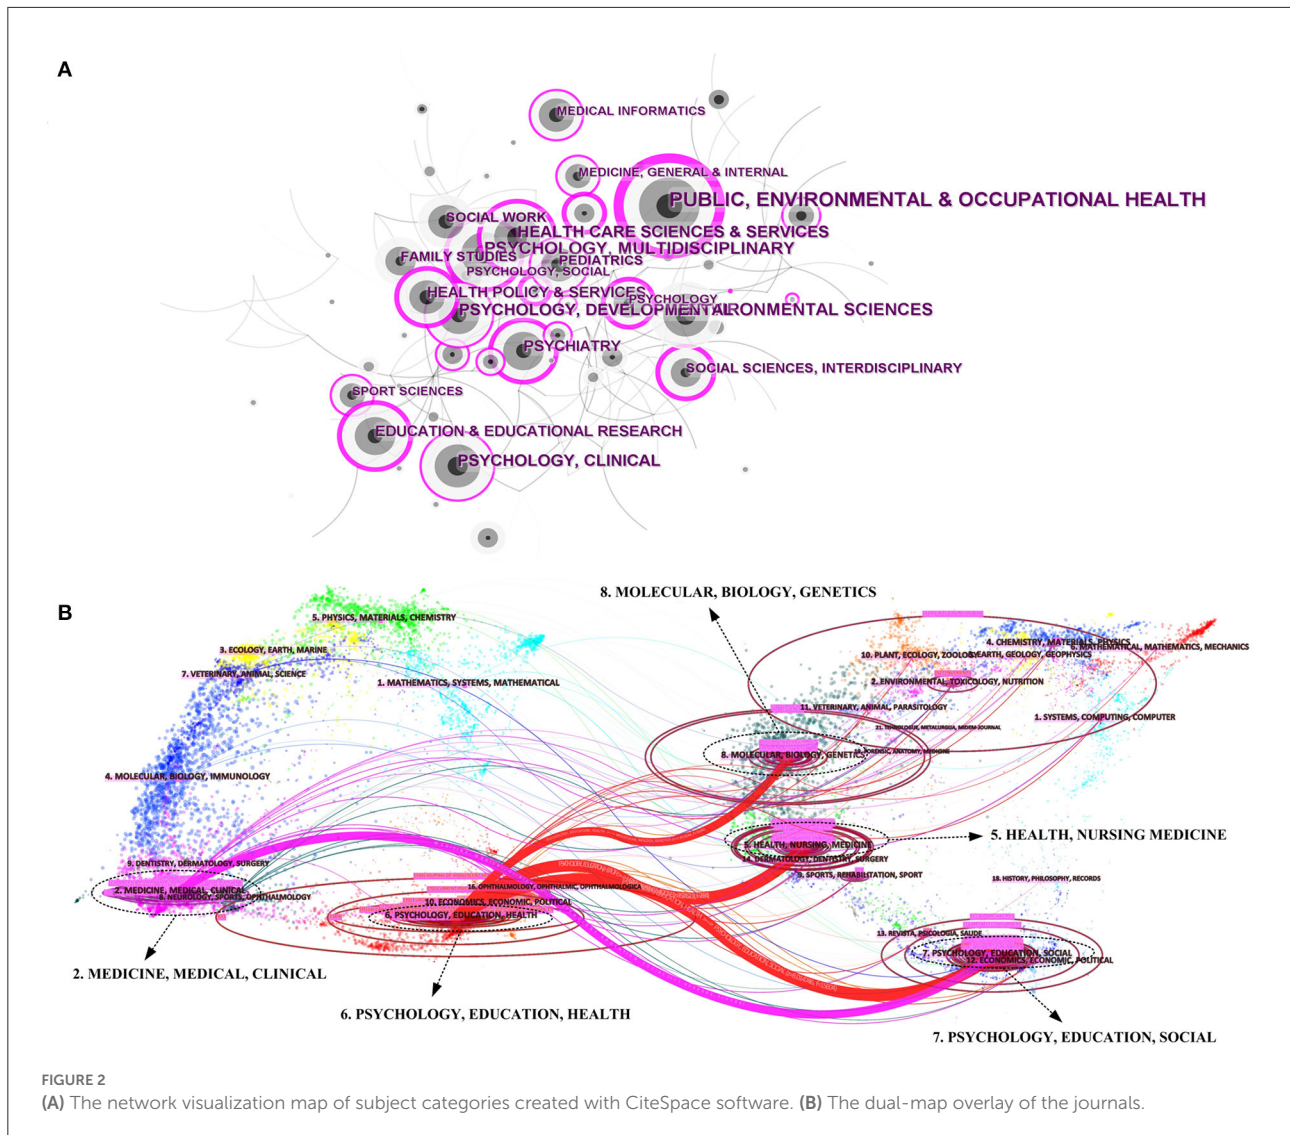 A
MEDICAL INFORMATICS
MEDICINE, GENERAL & INTERNAL
PUBLIC, ENVIRONMENTAL & OCCUPATIONAL HEALTH
SOCIAL WORK
HEALTH CARE SCIENCES & SERVICES
PSYCHOLOGY, MULTIDISCIPLINARY
FAMILY STUDIES
PEDIATRICS
PSYCHOLOGY, SOCIAL
HEALTH POLICY & SERVICES
PSYCHOLOGY
PSYCHOLOGY, DEVELOPMENTAL
IRONMENTAL SCIENCES
PSYCHIATRY
SOCIAL SCIENCES, INTERDISCIPLINARY
SPORT SCIENCES
EDUCATION & EDUCATIONAL RESEARCH
PSYCHOLOGY, CLINICAL
B
8. MOLECULAR, BIOLOGY, GENETICS
5. PHYSICS, MATERIALS, CHEMISTRY
3. ECOLOGY, EARTH, MARINE
7. VETERINARY, ANIMAL, SCIENCE
1. MATHEMATICS, SYSTEMS, MATHEMATICAL
4. CHEMISTRY, MATERIALS, PHYSICS
6. MATHEMATICAL, MATHEMATICS, MECHANICS
10. PLANT, ECOLOGY, ZOOLOGY
EARTH, GEOLOGY, GEOPHYSICS
2. ENVIRONMENTAL, TOXICOLOGY, NUTRITION
11. VETERINARY, ANIMAL, PARASITOLOGY
1. SYSTEMS, COMPUTING, COMPUTER
8. MOLECULAR, BIOLOGY, GENETICS
4. MOLECULAR, BIOLOGY, IMMUNOLOGY
5. HEALTH, NURSING MEDICINE
5. HEALTH, NURSING, MEDICINE
14. DERMATOLOGY, DENTISTRY, SURGERY
9. SPORTS, REHABILITATION, SPORT
18. HISTORY, PHILOSOPHY, RECORDS
9. DENTISTRY, DERMATOLOGY, SURGERY
2. MEDICINE, MEDICAL, CLINICAL
8. NEUROLOGY, SPORTS, OPHTHALMOLOGY
16. OPHTHALMOLOGY, OPHTHALMIC, OPHTHALMOLOGICA
10. ECONOMICS, ECONOMIC, POLITICAL
6. PSYCHOLOGY, EDUCATION, HEALTH
13. REVISTA, PSICOLOGIA, SAUDE
7. PSYCHOLOGY, EDUCATION, SOCIAL
12. ECONOMICS, ECONOMIC, POLITICAL
2. MEDICINE, MEDICAL, CLINICAL
6. PSYCHOLOGY, EDUCATION, HEALTH
7. PSYCHOLOGY, EDUCATION, SOCIAL
FIGURE 2
(A) The network visualization map of subject categories created with CiteSpace software. (B) The dual-map overlay of the journals.